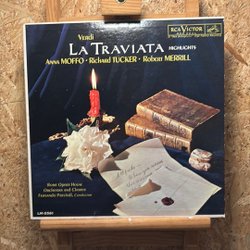 Verdi
RCA VICTOR
LA TRAVIATA
HIGHLIGHTS
ANNA MOFFO • Richard TUCKER • Robert MERRILL
Rome Opera House
Orchestra and Chorus
Fernando Previtali, Conductor